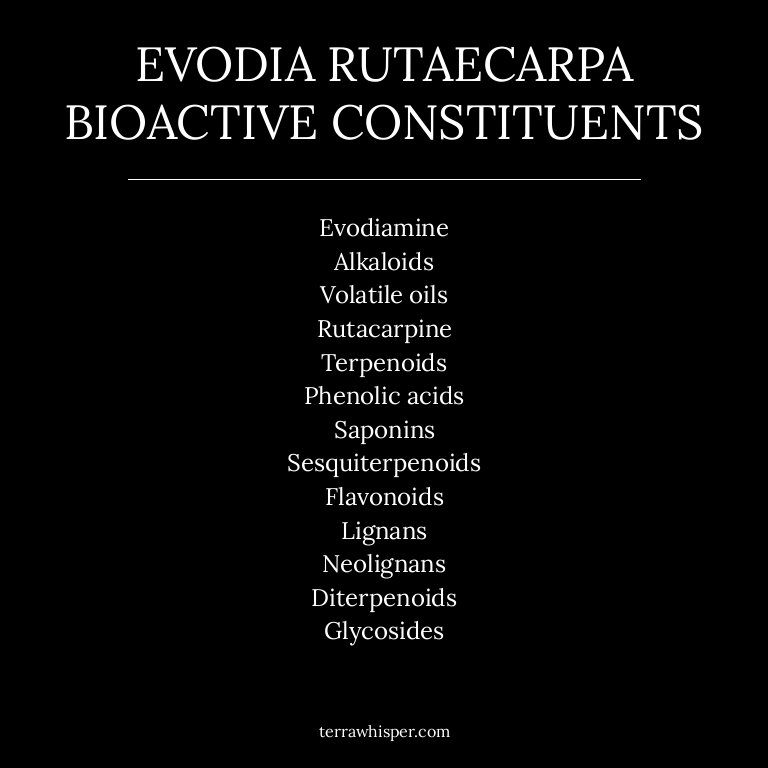 EVODIA RUTAECARPA
BIOACTIVE CONSTITUENTS
Evodiamine
Alkaloids
Volatile oils
Rutacarpine
Terpenoids
Phenolic acids
Saponins
Sesquiterpenoids
Flavonoids
Lignans
Neolignans
Diterpenoids
Glycosides
terrawhisper.com